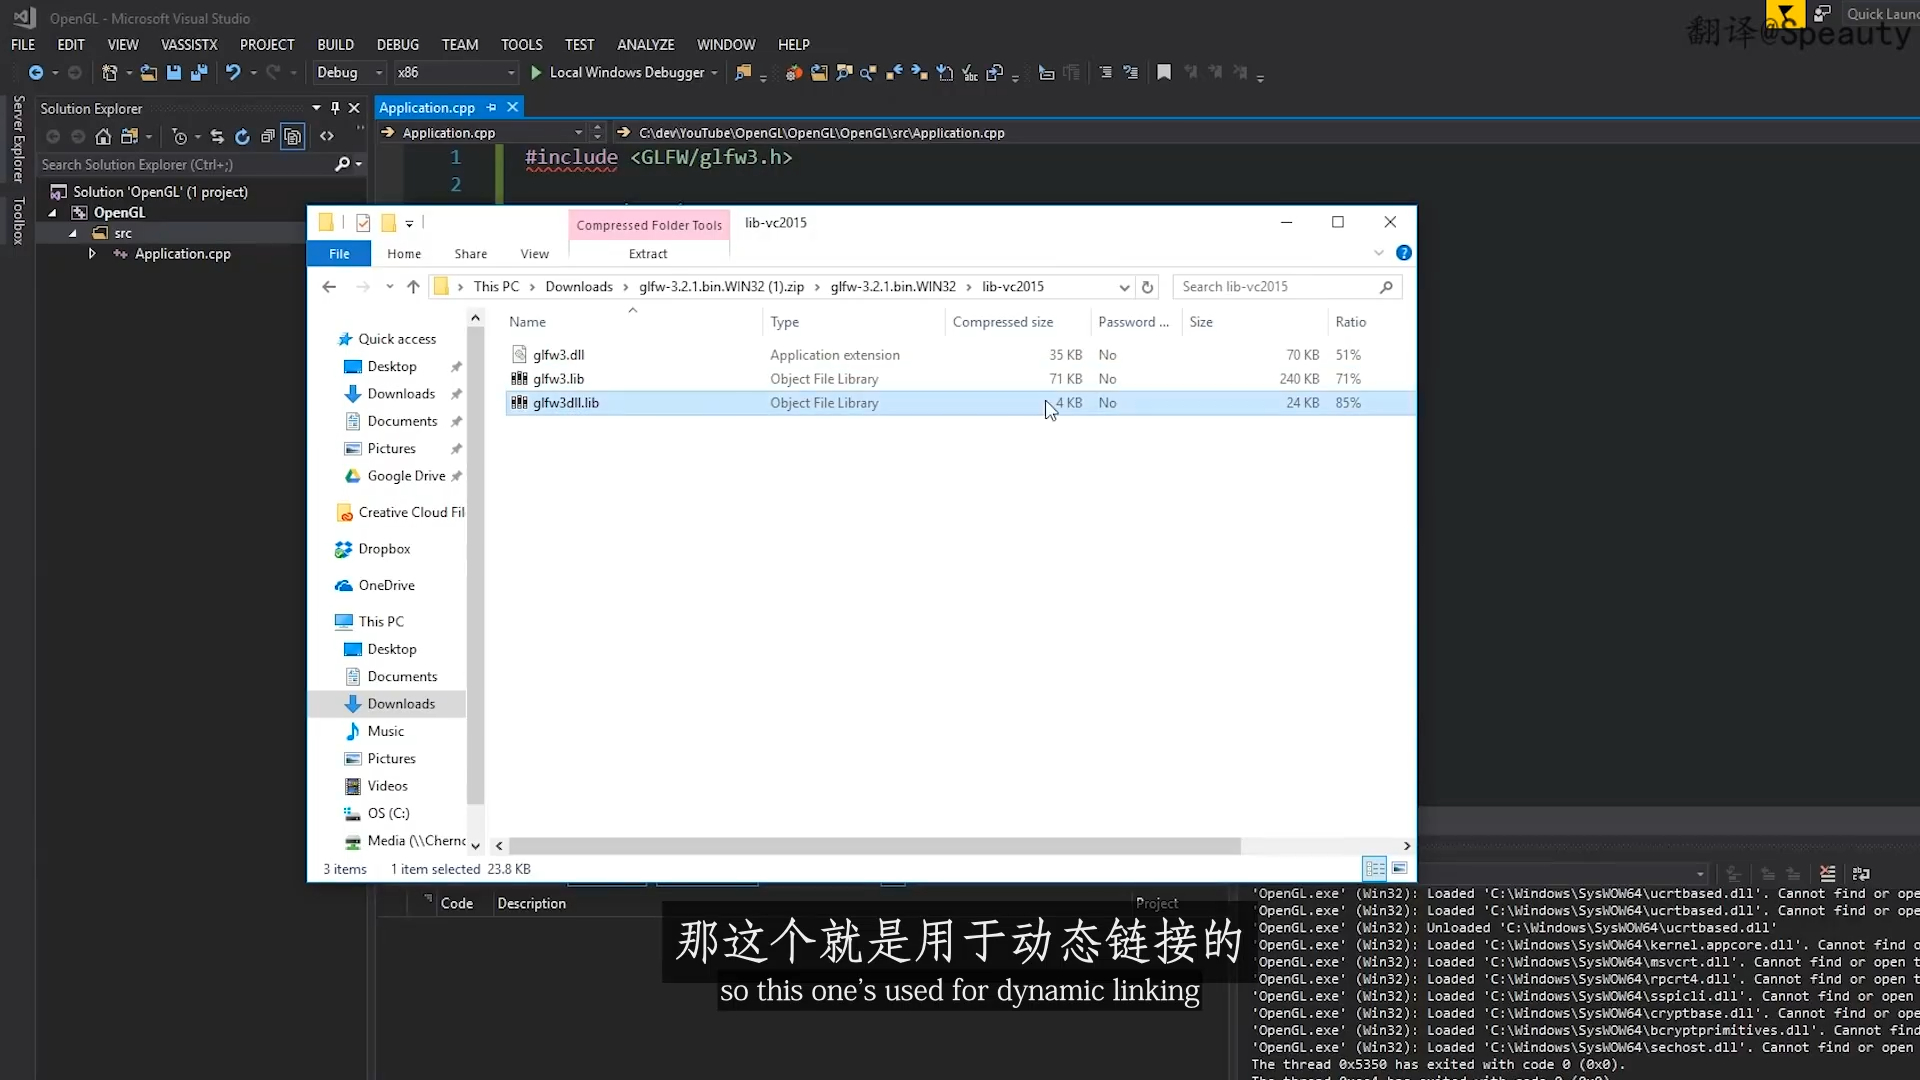 OpenGL - Microsoft Visual Studio
Quick Laun
翻译@Speauty
FILE EDIT VIEW VASSISTX PROJECT BUILD DEBUG TEAM TOOLS TEST ANALYZE WINDOW HELP
Debug x86 Local Windows Debugger
Server Explorer
Toolbox
Solution Explorer
Search Solution Explorer (Ctrl+;)
Solution 'OpenGL' (1 project)
OpenGL
src
Application.cpp
Application.cpp
Application.cpp C:\dev\YouTube\OpenGL\OpenGL\OpenGL\src\Application.cpp
1 #include <GLFW/glfw3.h>
2
Compressed Folder Tools lib-vc2015
File Home Share View Extract
This PC Downloads glfw-3.2.1.bin.WIN32 (1).zip glfw-3.2.1.bin.WIN32 lib-vc2015
Search lib-vc2015
Name Type Compressed size Password ... Size Ratio
glfw3.dll Application extension 35 KB No 70 KB 51%
glfw3.lib Object File Library 71 KB No 240 KB 71%
glfw3dll.lib Object File Library 4 KB No 24 KB 85%
Quick access
Desktop
Downloads
Documents
Pictures
Google Drive
Creative Cloud Fil
Dropbox
OneDrive
This PC
Desktop
Documents
Downloads
Music
Pictures
Videos
OS (C:)
Media (\\Cherno
3 items 1 item selected 23.8 KB
Code Description Project
那这个就是用于动态链接的
so this one's used for dynamic linking
'OpenGL.exe' (Win32): Loaded 'C:\Windows\SysWOW64\ucrtbased.dll'. Cannot find or ope
'OpenGL.exe' (Win32): Loaded 'C:\Windows\SysWOW64\ucrtbased.dll'. Cannot find or ope
'OpenGL.exe' (Win32): Unloaded 'C:\Windows\SysWOW64\ucrtbased.dll'
'OpenGL.exe' (Win32): Loaded 'C:\Windows\SysWOW64\kernel.appcore.dll'. Cannot find o
'OpenGL.exe' (Win32): Loaded 'C:\Windows\SysWOW64\msvcrt.dll'. Cannot find or open t
'OpenGL.exe' (Win32): Loaded 'C:\Windows\SysWOW64\rpcrt4.dll'. Cannot find or open t
'OpenGL.exe' (Win32): Loaded 'C:\Windows\SysWOW64\sspicli.dll'. Cannot find or open
'OpenGL.exe' (Win32): Loaded 'C:\Windows\SysWOW64\cryptbase.dll'. Cannot find or ope
'OpenGL.exe' (Win32): Loaded 'C:\Windows\SysWOW64\bcryptprimitives.dll'. Cannot find
'OpenGL.exe' (Win32): Loaded 'C:\Windows\SysWOW64\sechost.dll'. Cannot find or open
The thread 0x5350 has exited with code 0 (0x0).